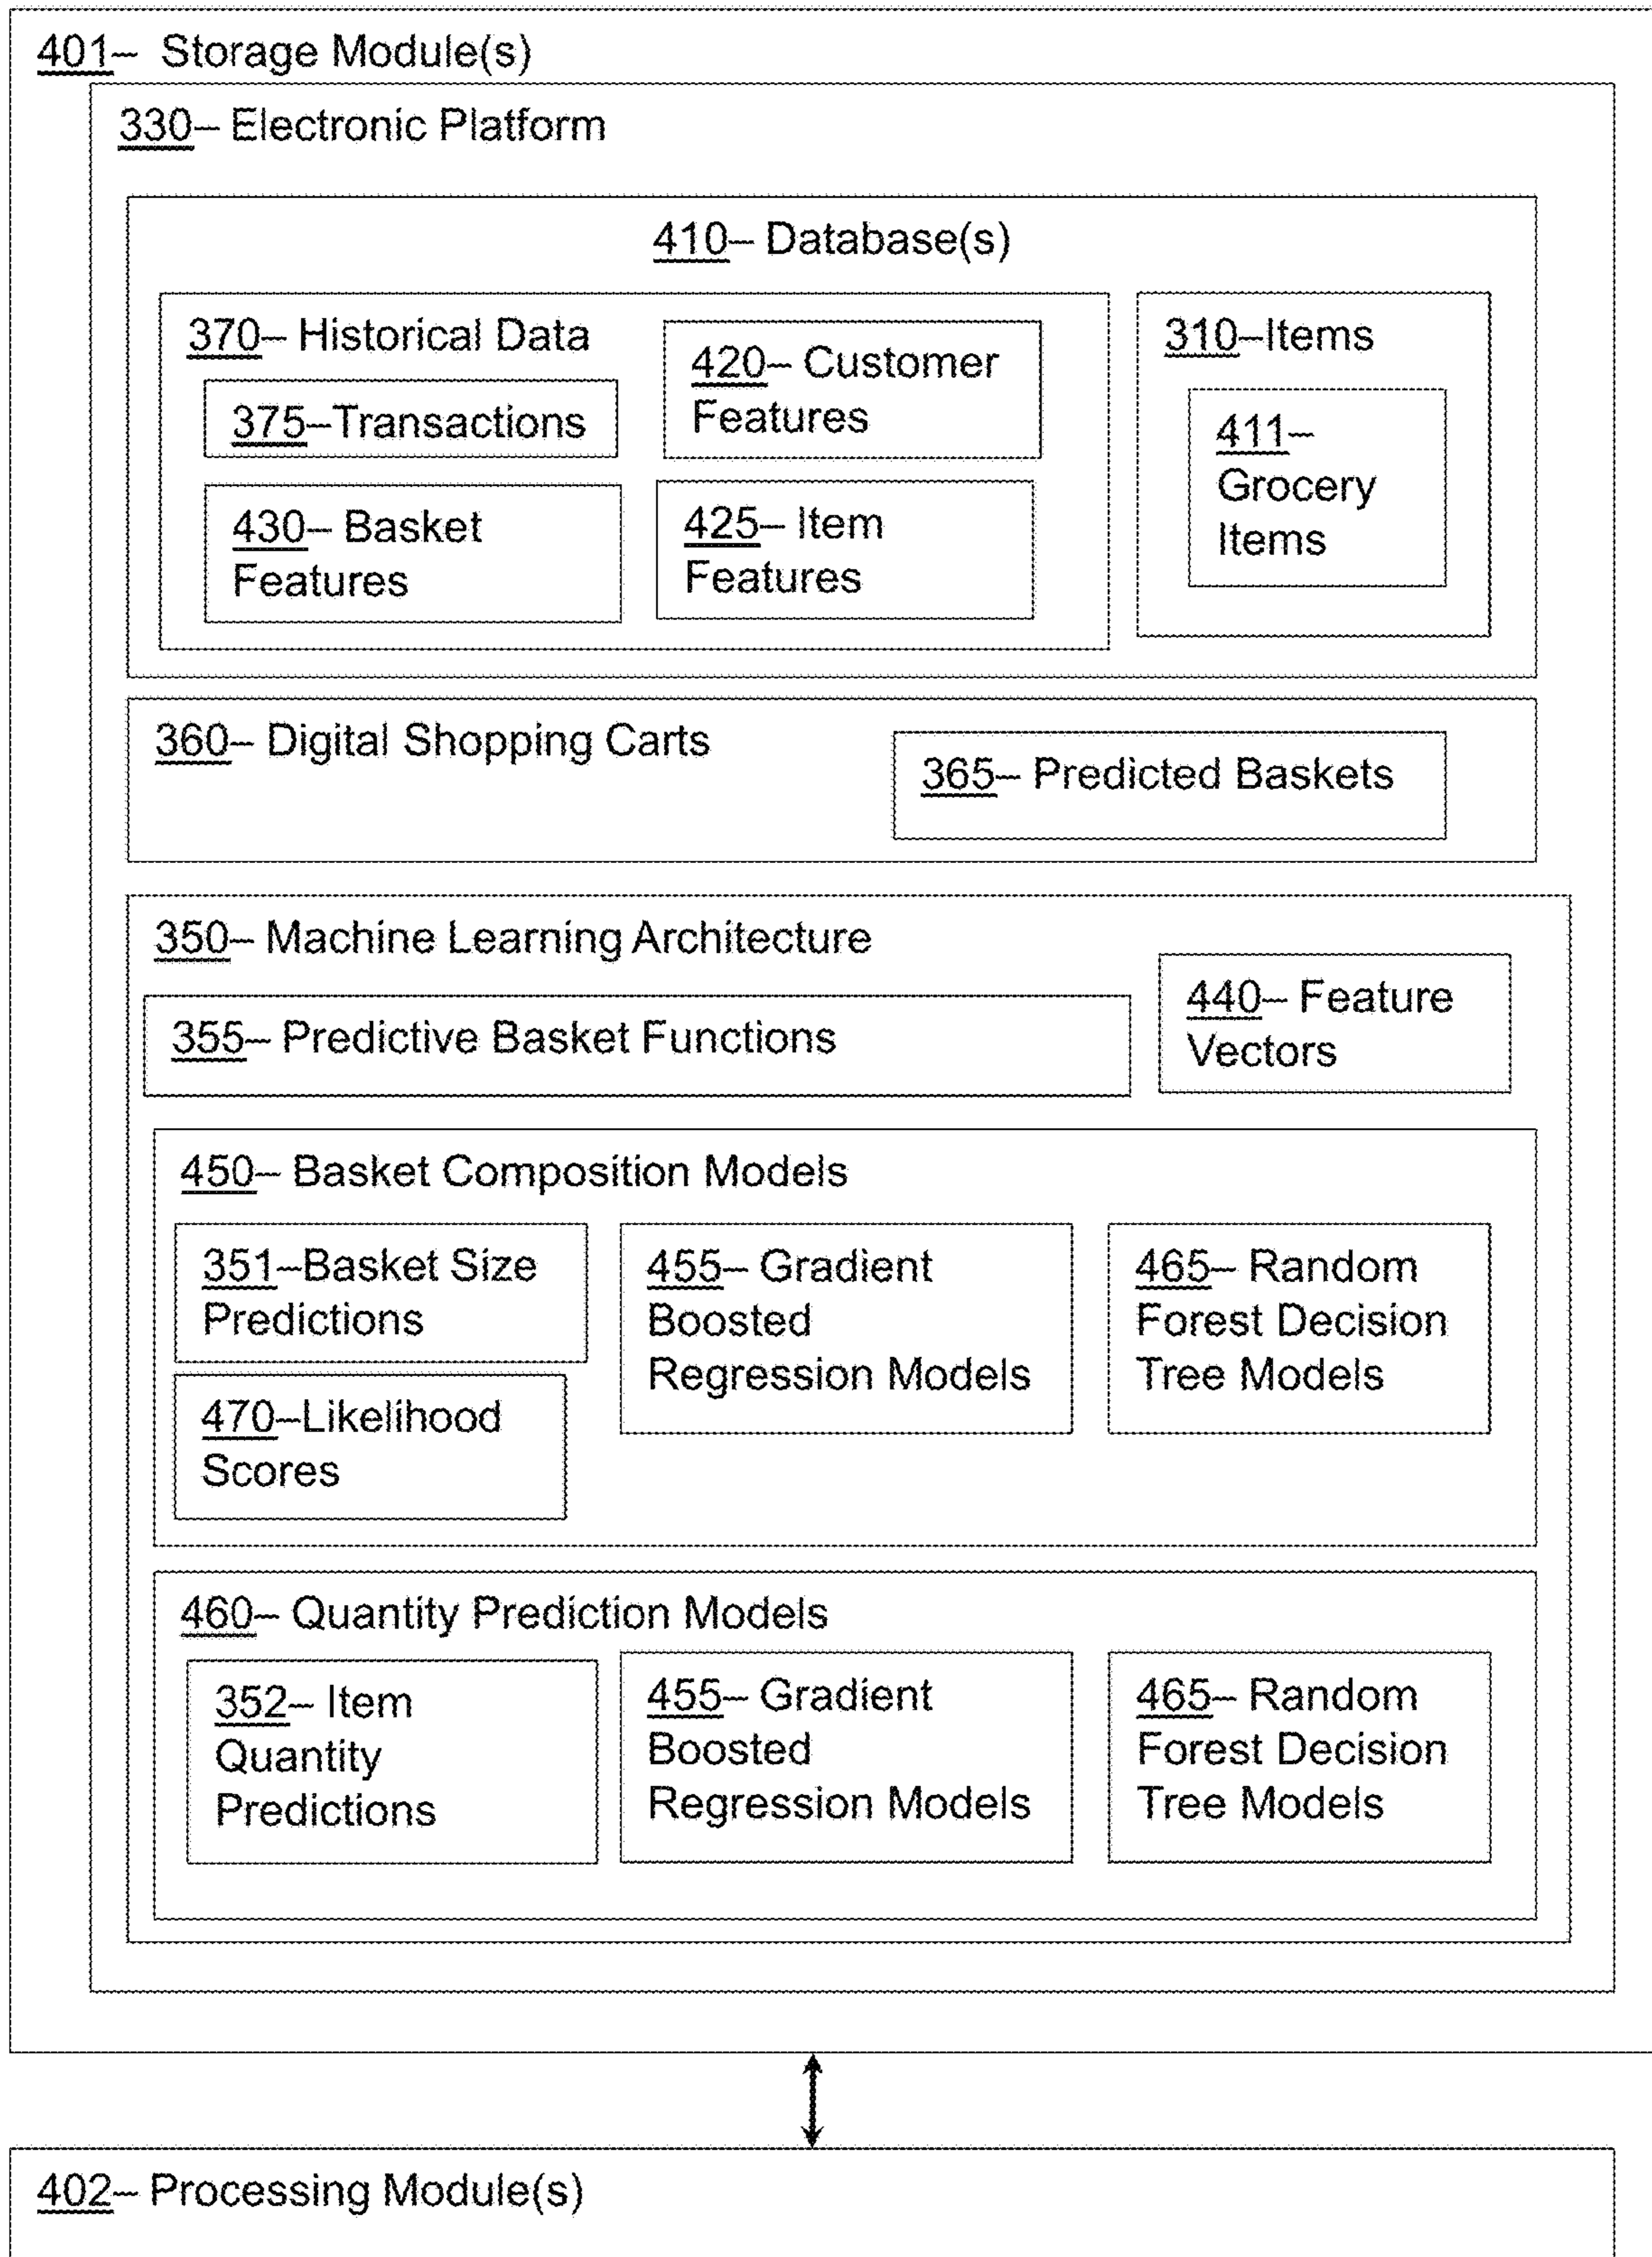 401– Storage Module(s)
330– Electronic Platform
410– Database(s)
370– Historical Data
375–Transactions
420– Customer
Features
430– Basket
Features
425– Item
Features
310–Items
411–
Grocery
Items
360– Digital Shopping Carts
365– Predicted Baskets
350– Machine Learning Architecture
355– Predictive Basket Functions
440– Feature
Vectors
450– Basket Composition Models
351–Basket Size
Predictions
470–Likelihood
Scores
455– Gradient
Boosted
Regression Models
465– Random
Forest Decision
Tree Models
460– Quantity Prediction Models
352– Item
Quantity
Predictions
455– Gradient
Boosted
Regression Models
465– Random
Forest Decision
Tree Models
402– Processing Module(s)